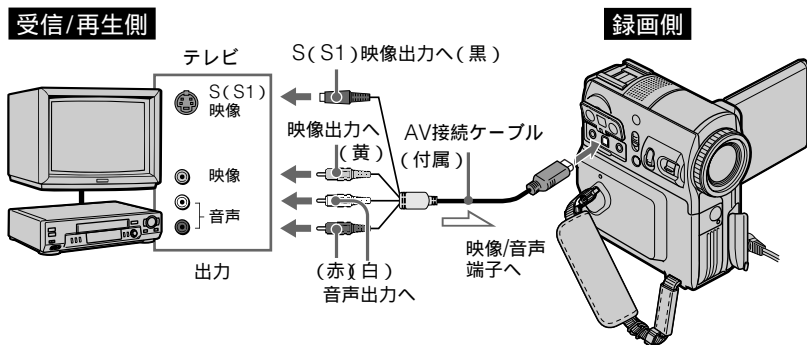 受信/再生側
録画側
テレビ
S(S1)映像出力へ(黒)
S(S1)
映像
映像出力へ
(黄)
AV接続ケーブル
(付属)
映像
音声
出力
(赤)(白)
音声出力へ
映像/音声
端子へ